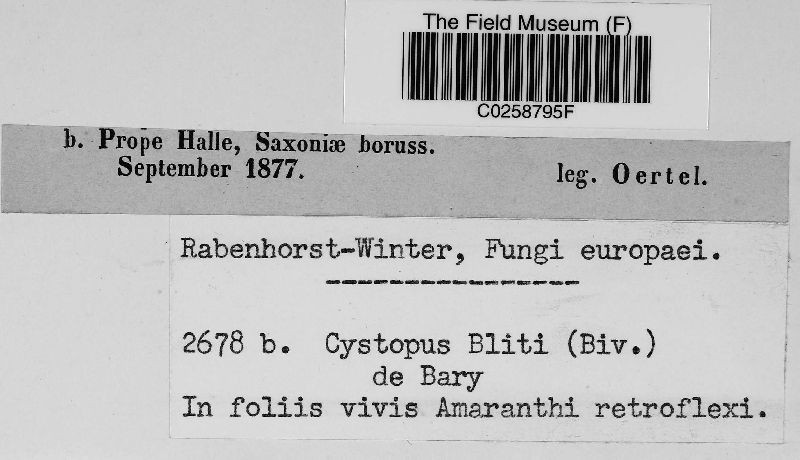 The Field Museum (F)
C0258795F
b. Prope Halle, Saxoniæ boruss.
September 1877. leg. Oertel.
Rabenhorst-Winter, Fungi europaei.
2678 b. Cystopus Bliti (Biv.)
de Bary
In foliis vivis Amaranthi retroflexi.